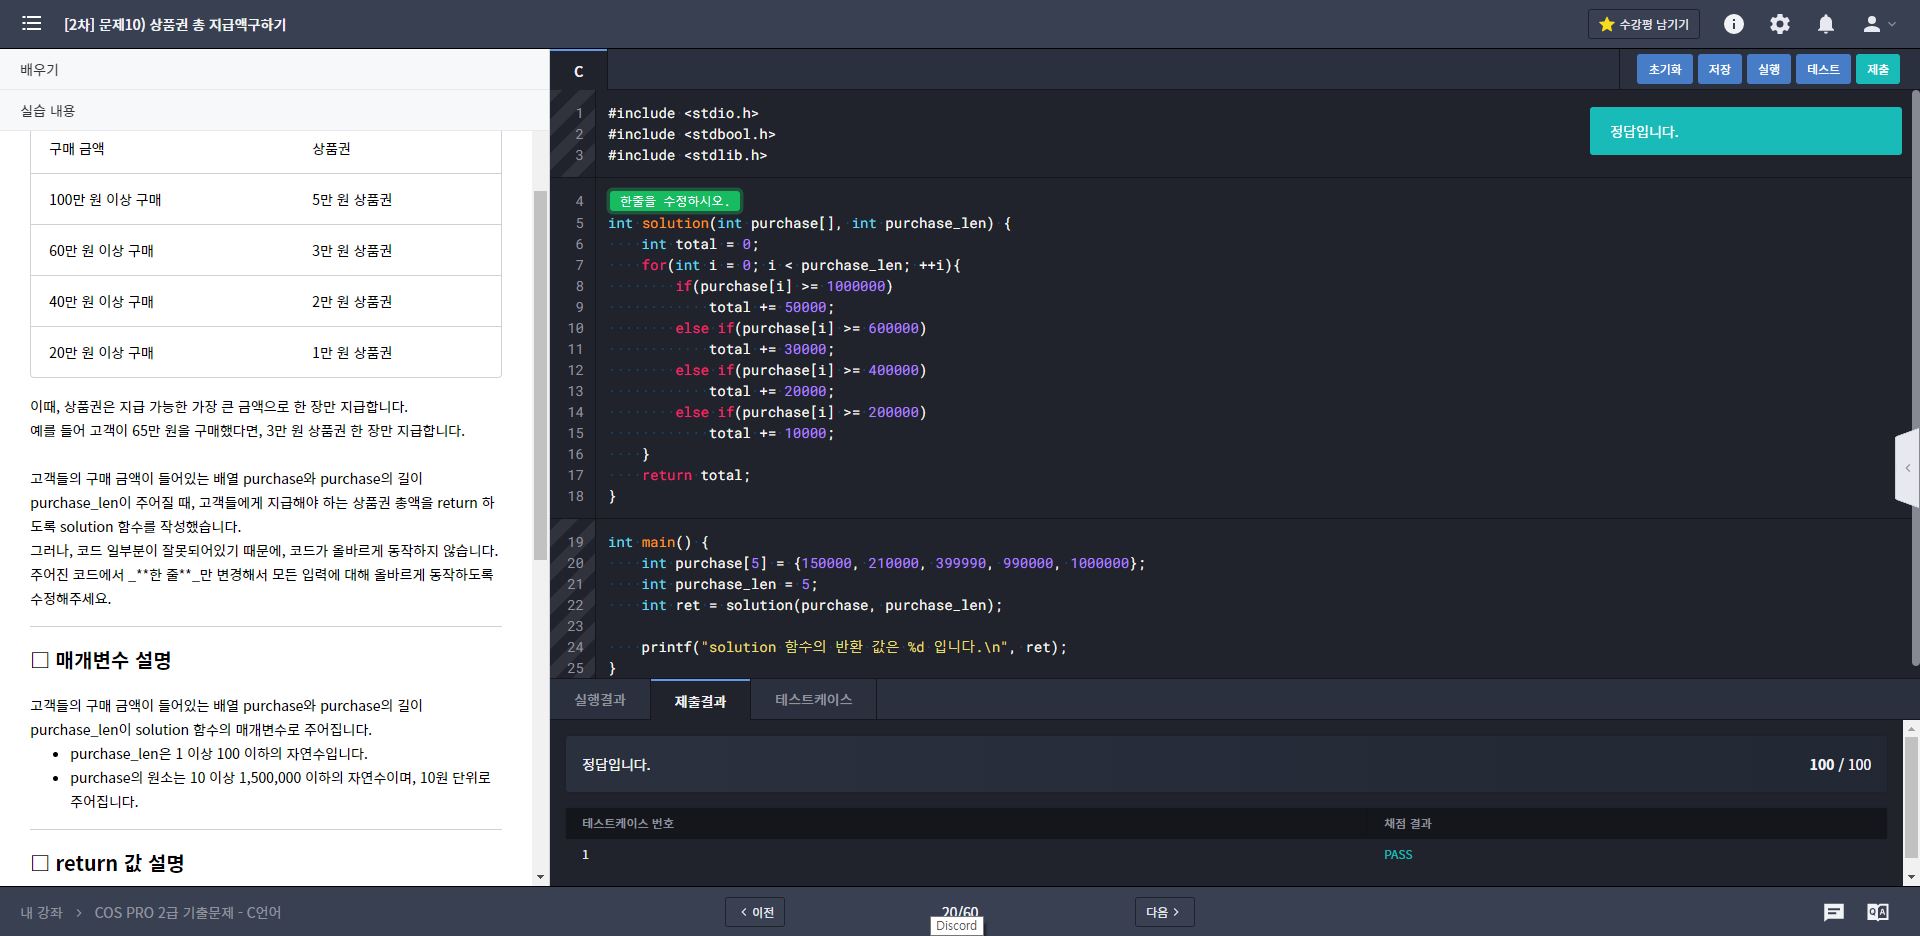 [2차] 문제10) 상품권 총 지급액구하기
수강평 남기기
배우기
실습 내용
구매 금액 상품권
100만 원 이상 구매 5만 원 상품권
60만 원 이상 구매 3만 원 상품권
40만 원 이상 구매 2만 원 상품권
20만 원 이상 구매 1만 원 상품권
이때, 상품권은 지급 가능한 가장 큰 금액으로 한 장만 지급합니다.
예를 들어 고객이 65만 원을 구매했다면, 3만 원 상품권 한 장만 지급합니다.
고객들의 구매 금액이 들어있는 배열 purchase와 purchase의 길이
purchase_len이 주어질 때, 고객들에게 지급해야 하는 상품권 총액을 return 하
도록 solution 함수를 작성했습니다.
그러나, 코드 일부분이 잘못되어있기 때문에, 코드가 올바르게 동작하지 않습니다.
주어진 코드에서 _**한 줄**_만 변경해서 모든 입력에 대해 올바르게 동작하도록
수정해주세요.
매개변수 설명
고객들의 구매 금액이 들어있는 배열 purchase와 purchase의 길이
purchase_len이 solution 함수의 매개변수로 주어집니다.
• purchase_len은 1 이상 100 이하의 자연수입니다.
• purchase의 원소는 10 이상 1,500,000 이하의 자연수이며, 10원 단위로
주어집니다.
return 값 설명
C
초기화 저장 실행 테스트 제출
정답입니다.
1 #include <stdio.h>
2 #include <stdbool.h>
3 #include <stdlib.h>
4 한줄을 수정하시오.
5 int solution(int purchase[], int purchase_len) {
6 int total = 0;
7 for(int i = 0; i < purchase_len; ++i){
8 if(purchase[i] >= 1000000)
9 total += 50000;
10 else if(purchase[i] >= 600000)
11 total += 30000;
12 else if(purchase[i] >= 400000)
13 total += 20000;
14 else if(purchase[i] >= 200000)
15 total += 10000;
16 }
17 return total;
18 }
19 int main() {
20 int purchase[5] = {150000, 210000, 399990, 990000, 1000000};
21 int purchase_len = 5;
22 int ret = solution(purchase, purchase_len);
23
24 printf("solution 함수의 반환 값은 %d 입니다.\n", ret);
25 }
실행결과 제출결과 테스트케이스
정답입니다. 100 / 100
테스트케이스 번호 채점 결과
1 PASS
내 강좌 > COS PRO 2급 기출문제 - C언어
< 이전 20/60 다음 >
Discord